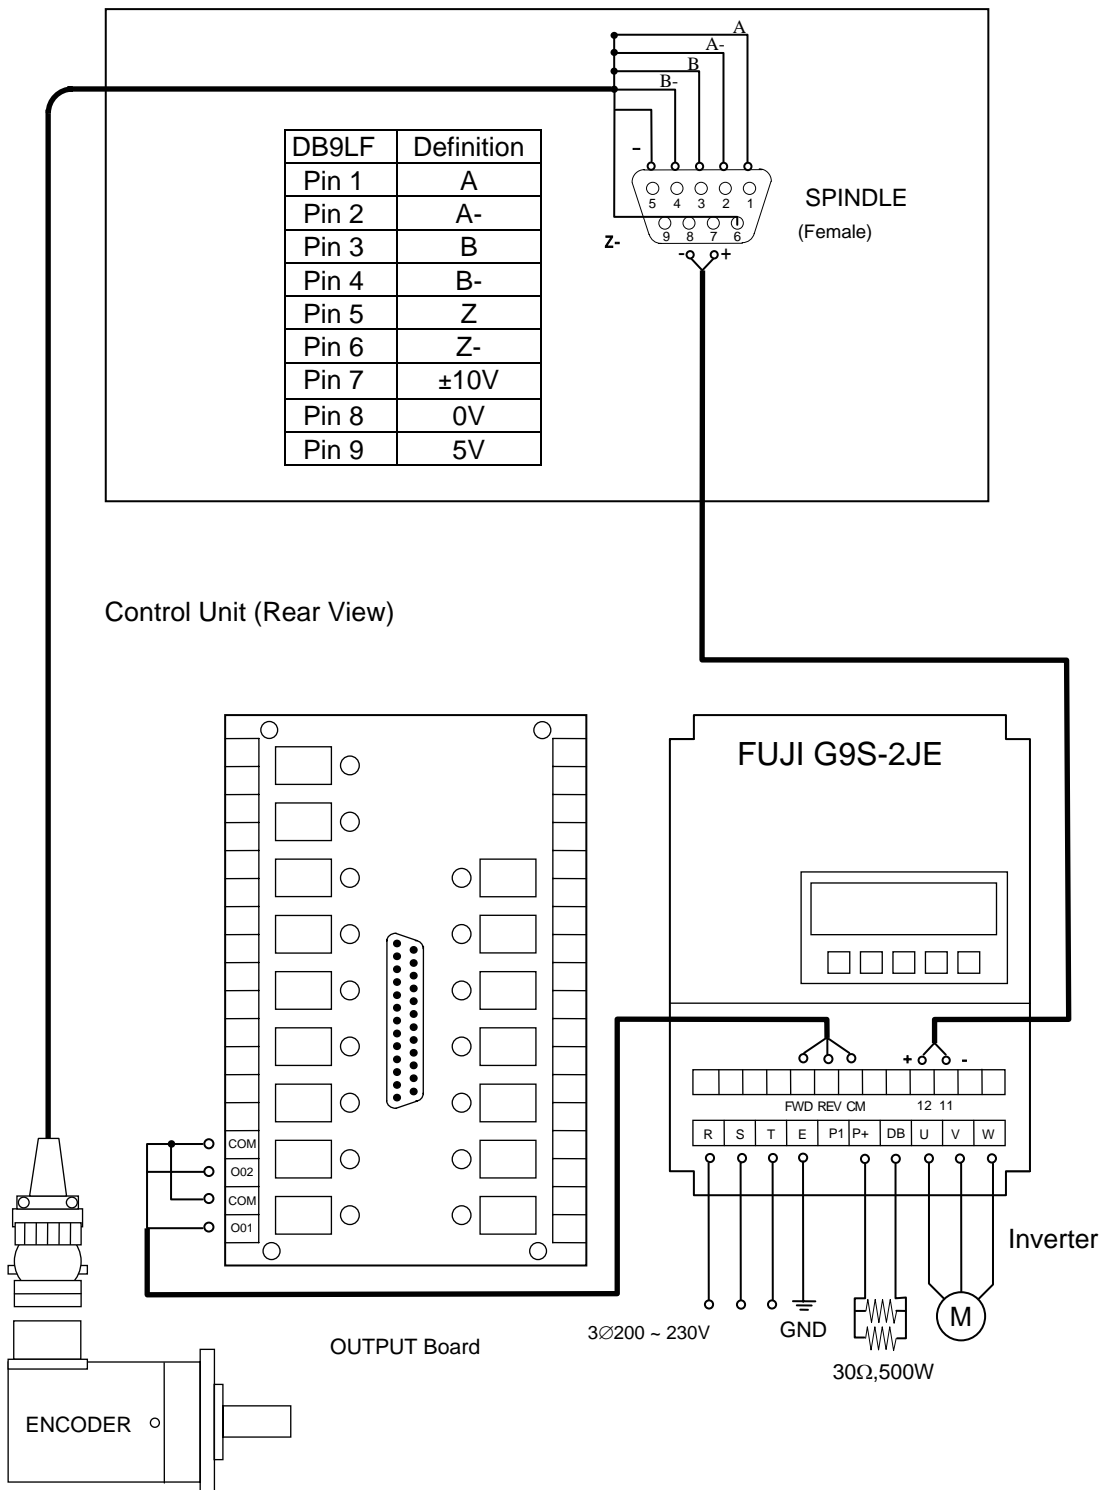 A
A-
B
B-
-
5 4 3 2 1
9 8 7 6
Z-
- +
SPINDLE
(Female)
DB9LF Definition
Pin 1 A
Pin 2 A-
Pin 3 B
Pin 4 B-
Pin 5 Z
Pin 6 Z-
Pin 7 ±10V
Pin 8 0V
Pin 9 5V
Control Unit (Rear View)
FUJI G9S-2JE
+ -
FWD REV CM 12 11
R S T E P1 P+ DB U V W
COM
O02
COM
O01
Inverter
M
3∅200 ~ 230V
GND
30Ω,500W
OUTPUT Board
ENCODER